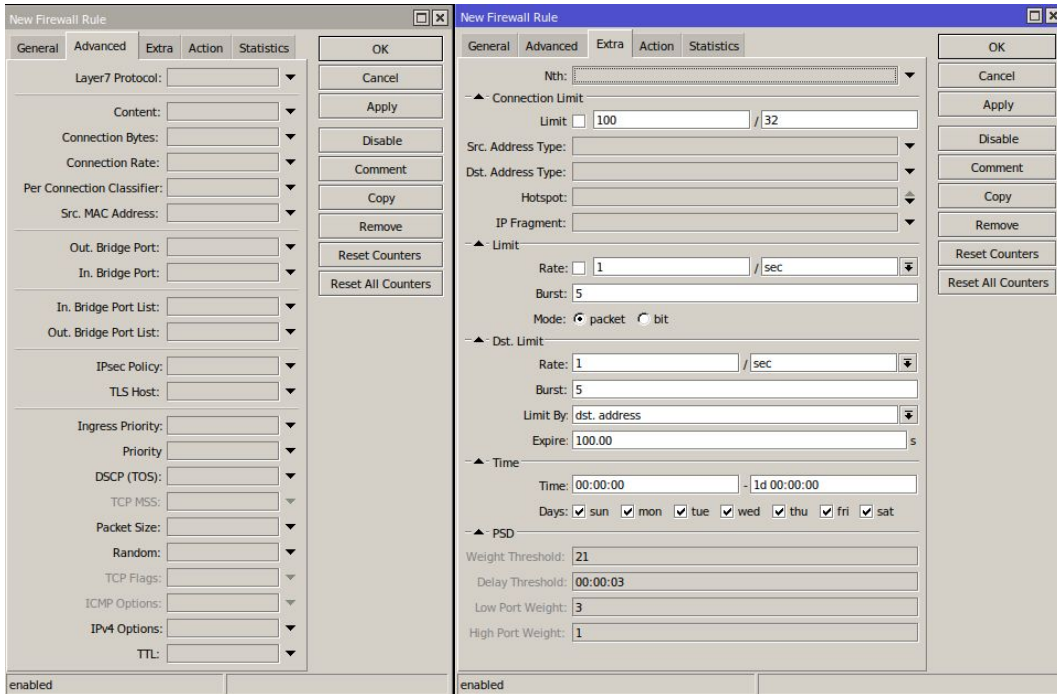 New Firewall Rule
General Advanced Extra Action Statistics
Layer7 Protocol:
Content:
Connection Bytes:
Connection Rate:
Per Connection Classifier:
Src. MAC Address:
Out. Bridge Port:
In. Bridge Port:
In. Bridge Port List:
Out. Bridge Port List:
IPsec Policy:
TLS Host:
Ingress Priority:
Priority
DSCP (TOS):
TCP MSS:
Packet Size:
Random:
TCP Flags:
ICMP Options:
IPv4 Options:
TTL:
OK
Cancel
Apply
Disable
Comment
Copy
Remove
Reset Counters
Reset All Counters
enabled
New Firewall Rule
General Advanced Extra Action Statistics
Nth:
Connection Limit
Limit 100 / 32
Src. Address Type:
Dst. Address Type:
Hotspot:
IP Fragment:
Limit
Rate: 1 / sec
Burst: 5
Mode: packet bit
Dst. Limit
Rate: 1 / sec
Burst: 5
Limit By: dst. address
Expire: 100.00 s
Time
Time: 00:00:00 - 1d 00:00:00
Days: sun mon tue wed thu fri sat
PSD
Weight Threshold: 21
Delay Threshold: 00:00:03
Low Port Weight: 3
High Port Weight: 1
OK
Cancel
Apply
Disable
Comment
Copy
Remove
Reset Counters
Reset All Counters
enabled